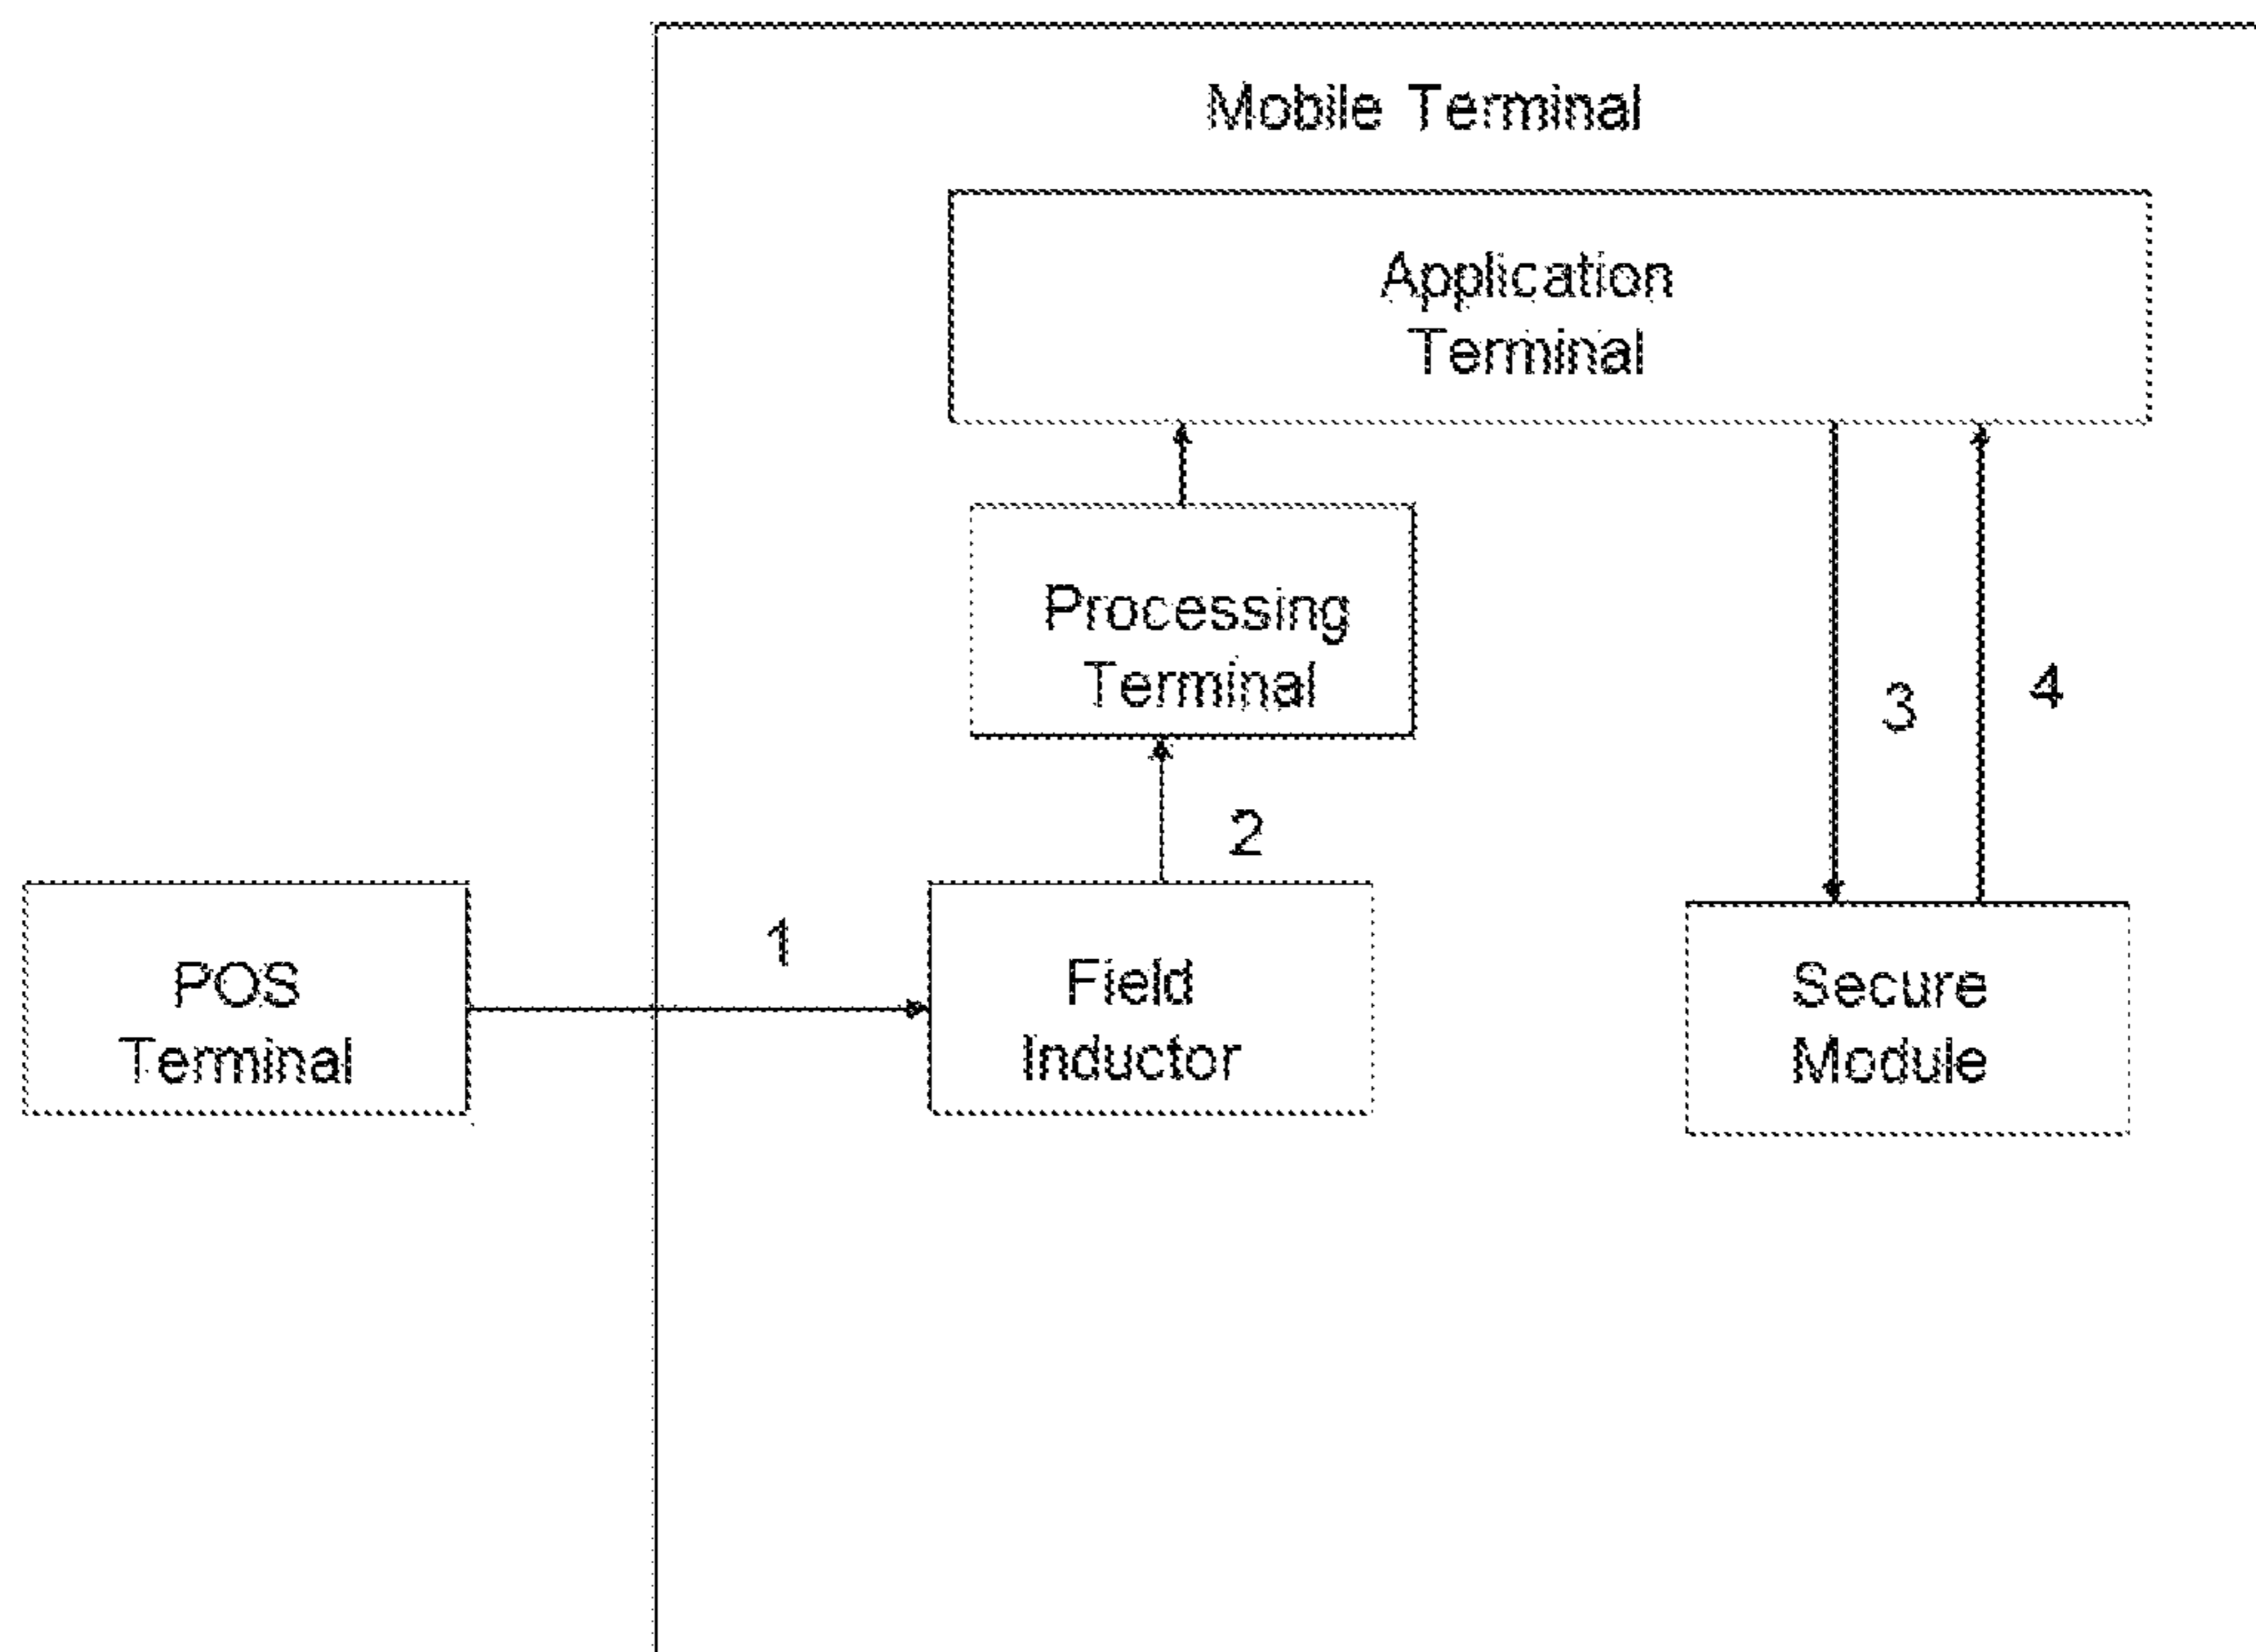 Mobile Terminal
Application
Terminal
Processing
Terminal
3
4
2
1
POS
Terminal
Field
Inductor
Secure
Module